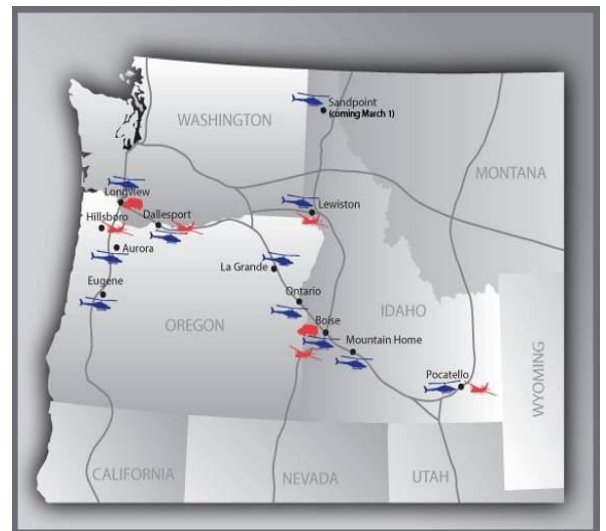 Sandpoint
(coming March 1)
WASHINGTON
MONTANA
Longview
Lewiston
Dallesport
Hillsboro
Aurora
La Grande
Eugene
Ontario
IDAHO
Boise
OREGON
Mountain Home
WYOMING
Pocatello
CALIFORNIA
NEVADA
UTAH